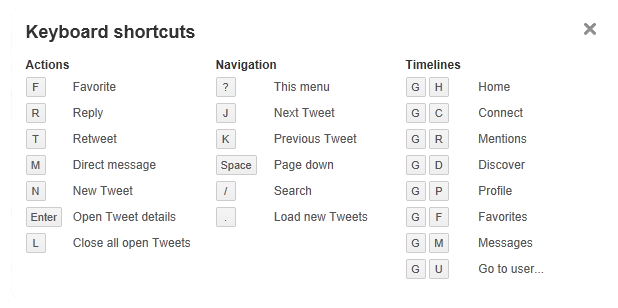 Keyboard shortcuts
Actions Navigation Timelines
F Favorite ? This menu G H Home
R Reply J Next Tweet G C Connect
T Retweet K Previous Tweet G R Mentions
M Direct message Space Page down G D Discover
N New Tweet / Search G P Profile
Enter Open Tweet details . Load new Tweets G F Favorites
L Close all open Tweets G M Messages
G U Go to user...